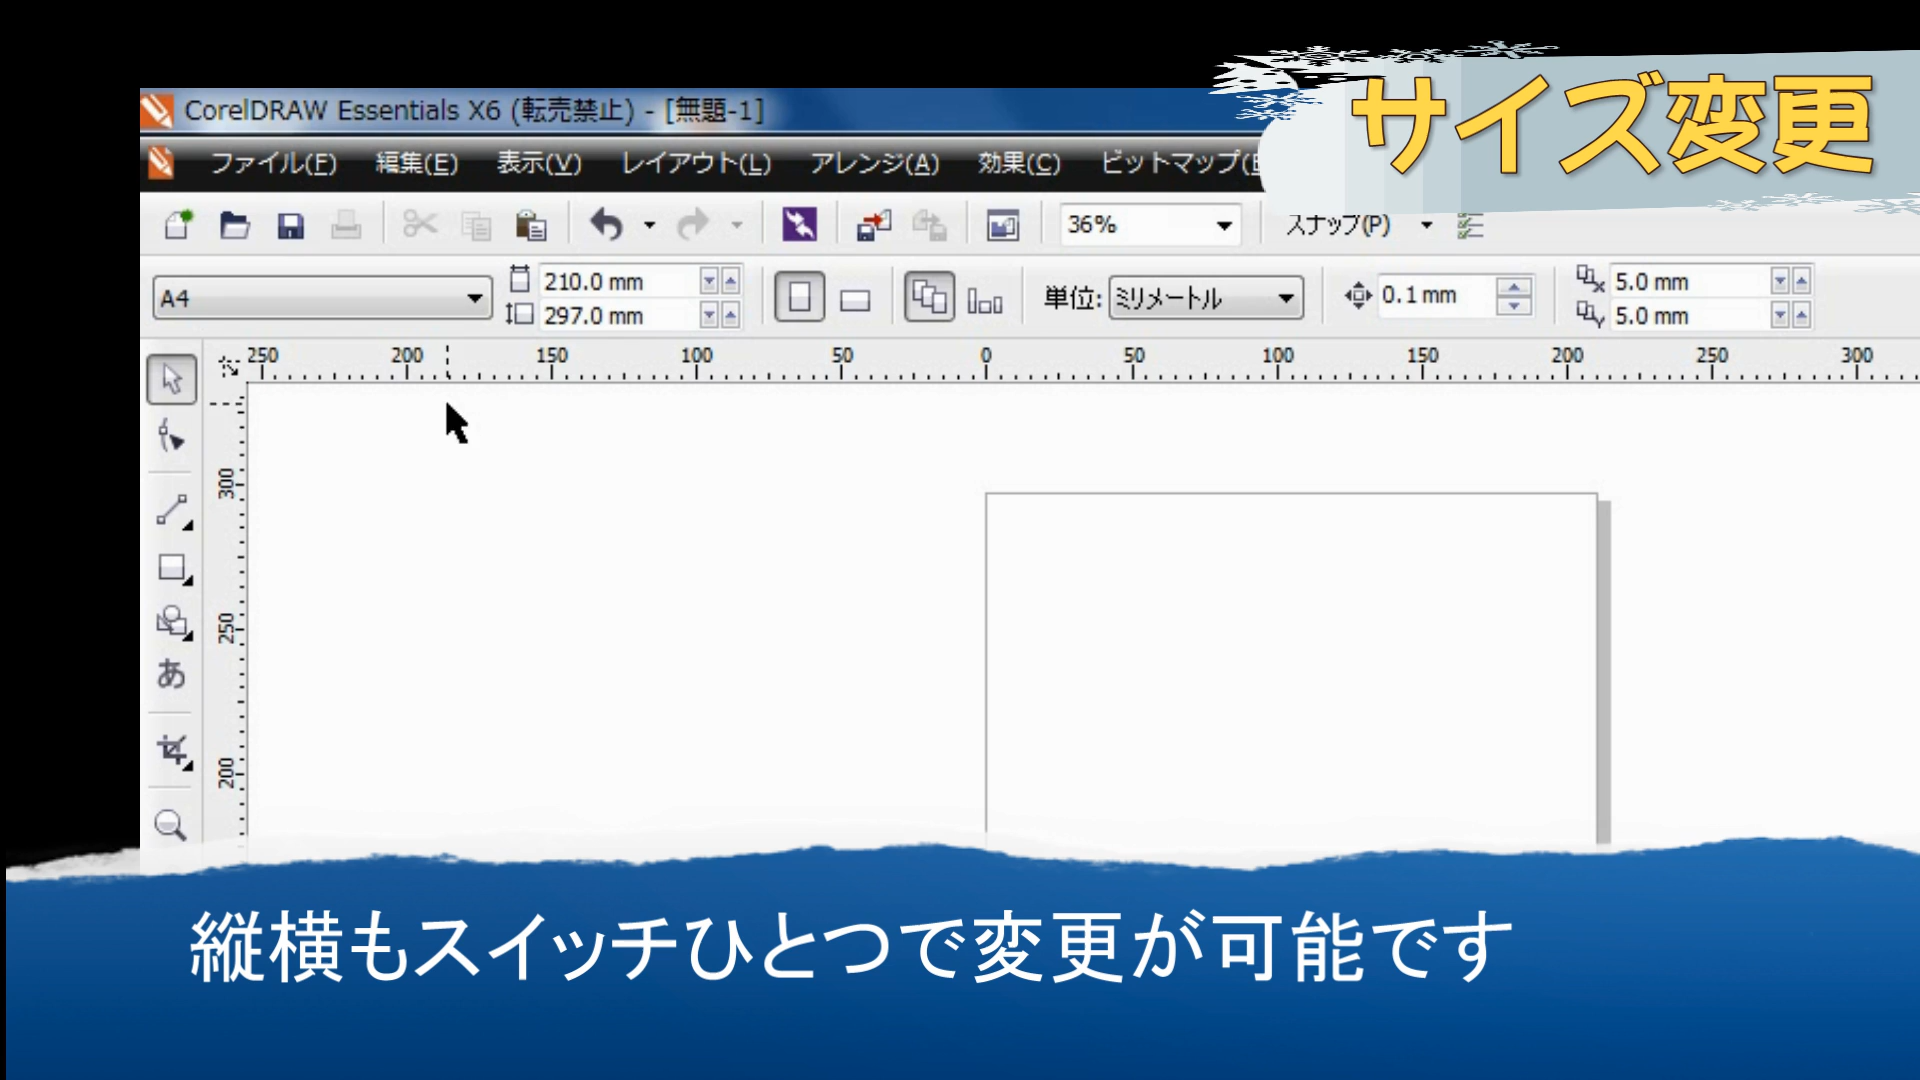 サイズ変更
CorelDRAW Essentials X6 (転売禁止) - [無題-1]
ファイル(F) 編集(E) 表示(V) レイアウト(L) アレンジ(A) 効果(C) ビットマップ(
36% スナップ(P)
A4 210.0 mm 単位: ミリメートル 0.1 mm 5.0 mm
297.0 mm 5.0 mm
250 200 150 100 50 0 50 100 150 200 250 300
300
250
あ
200
縦横もスイッチひとつで変更が可能です